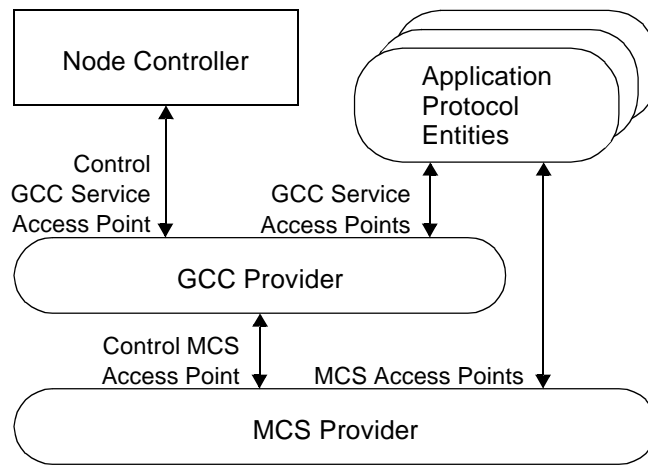 Node Controller
Application
Protocol
Entities
Control
GCC Service
Access Point
GCC Service
Access Points
GCC Provider
Control MCS
Access Point
MCS Access Points
MCS Provider